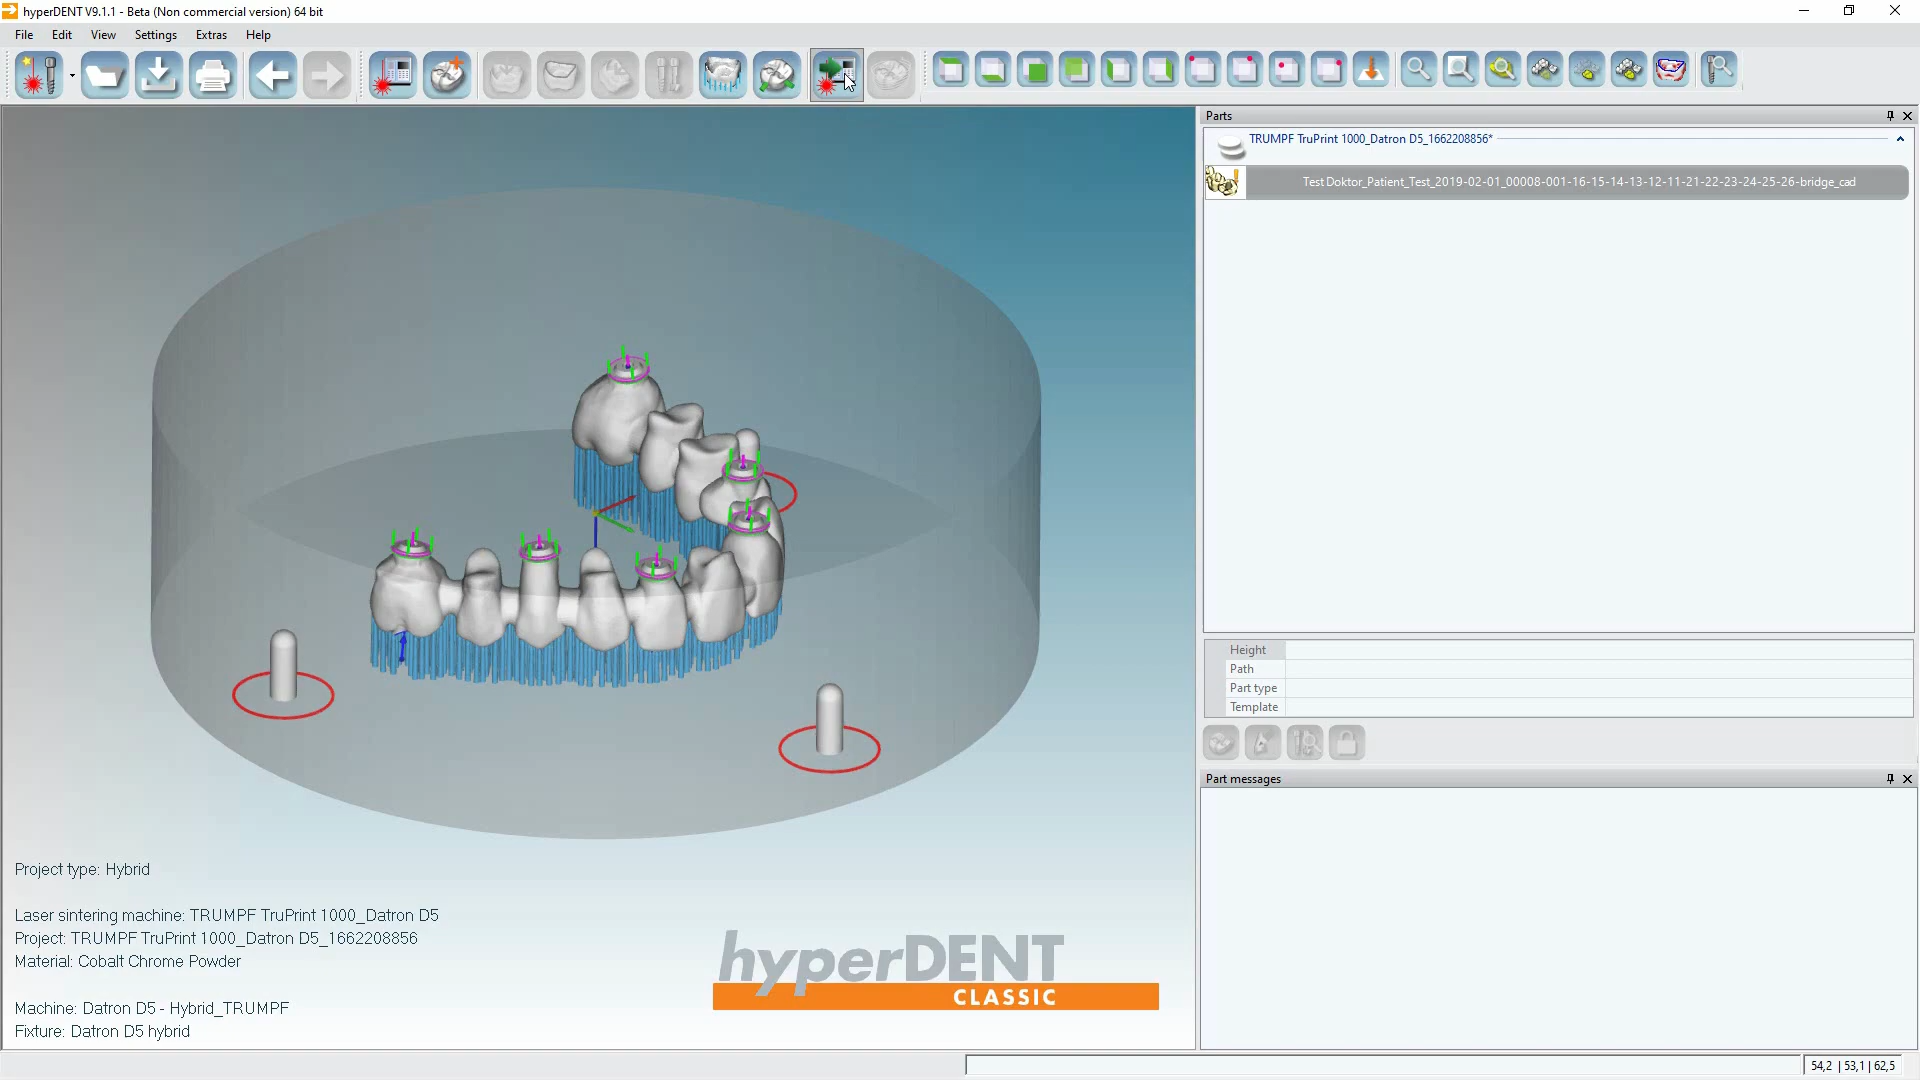 hyperDENT V9.1.1 - Beta (Non commercial version) 64 bit
File Edit View Settings Extras Help
Parts
TRUMPF TruPrint 1000_Datron D5_1662208856*
Test Doktor_Patient_Test_2019-02-01_00008-001-16-15-14-13-12-11-21-22-23-24-25-26-bridge_cad
Height
Path
Part type
Template
Part messages
Project type: Hybrid
Laser sintering machine: TRUMPF TruPrint 1000_Datron D5
Project: TRUMPF TruPrint 1000_Datron D5_1662208856
Material: Cobalt Chrome Powder
Machine: Datron D5 - Hybrid_TRUMPF
Fixture: Datron D5 hybrid
hyperDENT
CLASSIC
54,2 | 53,1 | 62,5